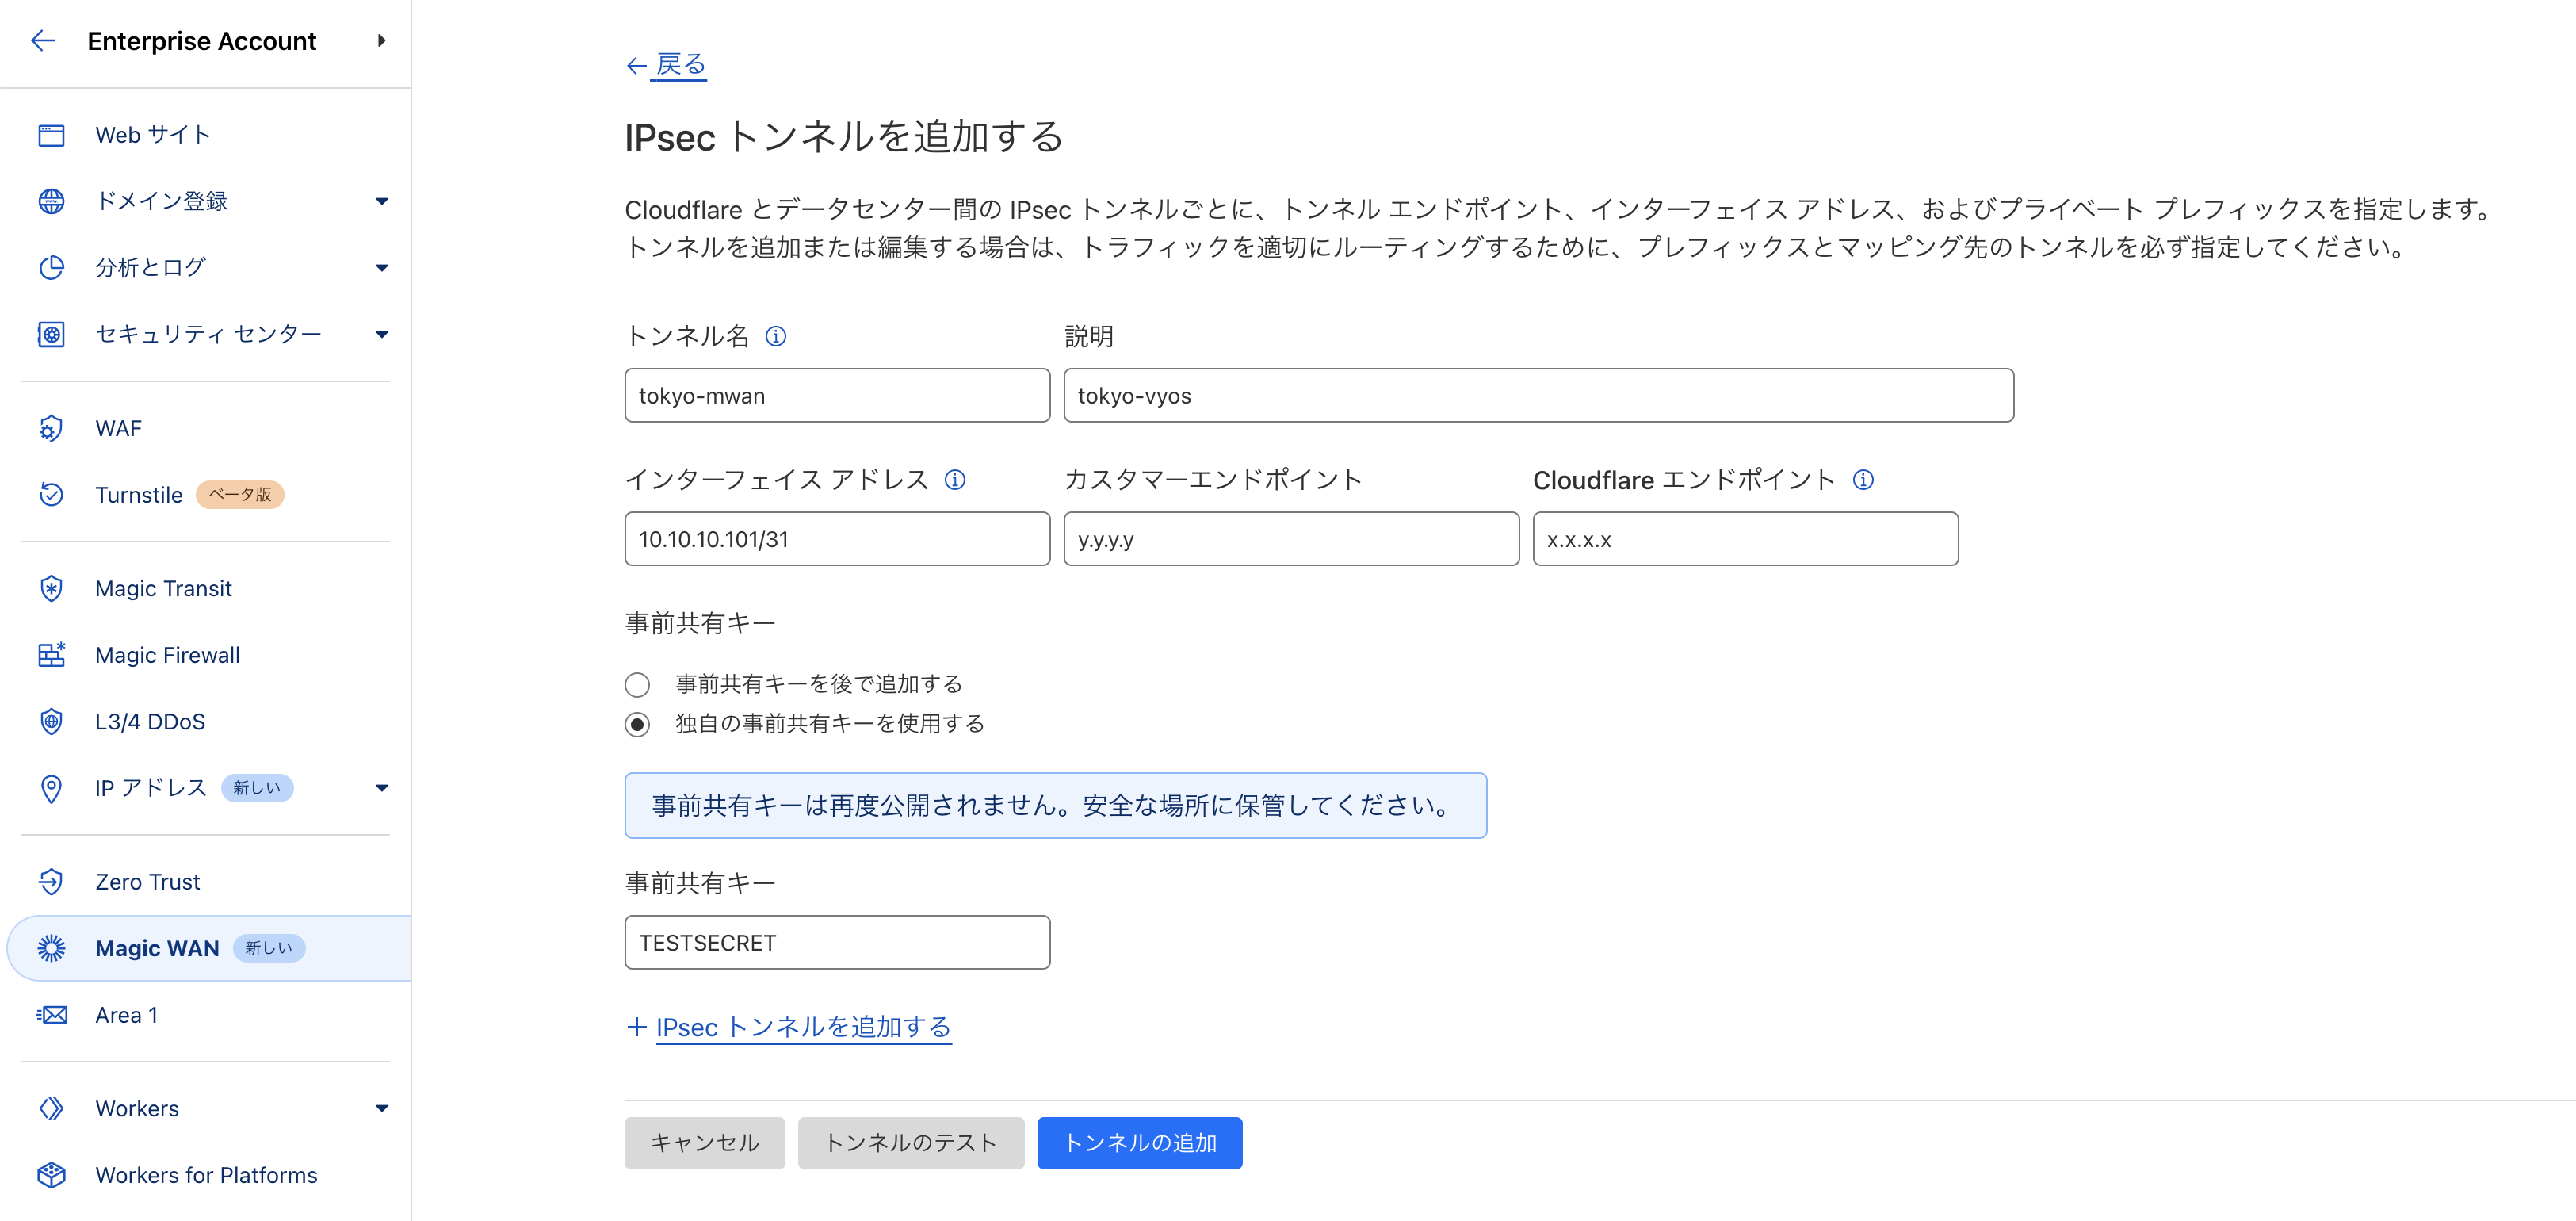 Enterprise Account
Web サイト
ドメイン登録
分析とログ
セキュリティ センター
WAF
Turnstile ベータ版
Magic Transit
Magic Firewall
L3/4 DDoS
IP アドレス 新しい
Zero Trust
Magic WAN 新しい
Area 1
Workers
Workers for Platforms
戻る
IPsec トンネルを追加する
Cloudflare とデータセンター間の IPsec トンネルごとに、トンネル エンドポイント、インターフェイス アドレス、およびプライベート プレフィックスを指定します。
トンネルを追加または編集する場合は、トラフィックを適切にルーティングするために、プレフィックスとマッピング先のトンネルを必ず指定してください。
トンネル名 説明
tokyo-mwan tokyo-vyos
インターフェイス アドレス カスタマーエンドポイント Cloudflare エンドポイント
10.10.10.101/31 y.y.y.y x.x.x.x
事前共有キー
事前共有キーを後で追加する
独自の事前共有キーを使用する
事前共有キーは再度公開されません。安全な場所に保管してください。
事前共有キー
TESTSECRET
+ IPsec トンネルを追加する
キャンセル トンネルのテスト トンネルの追加